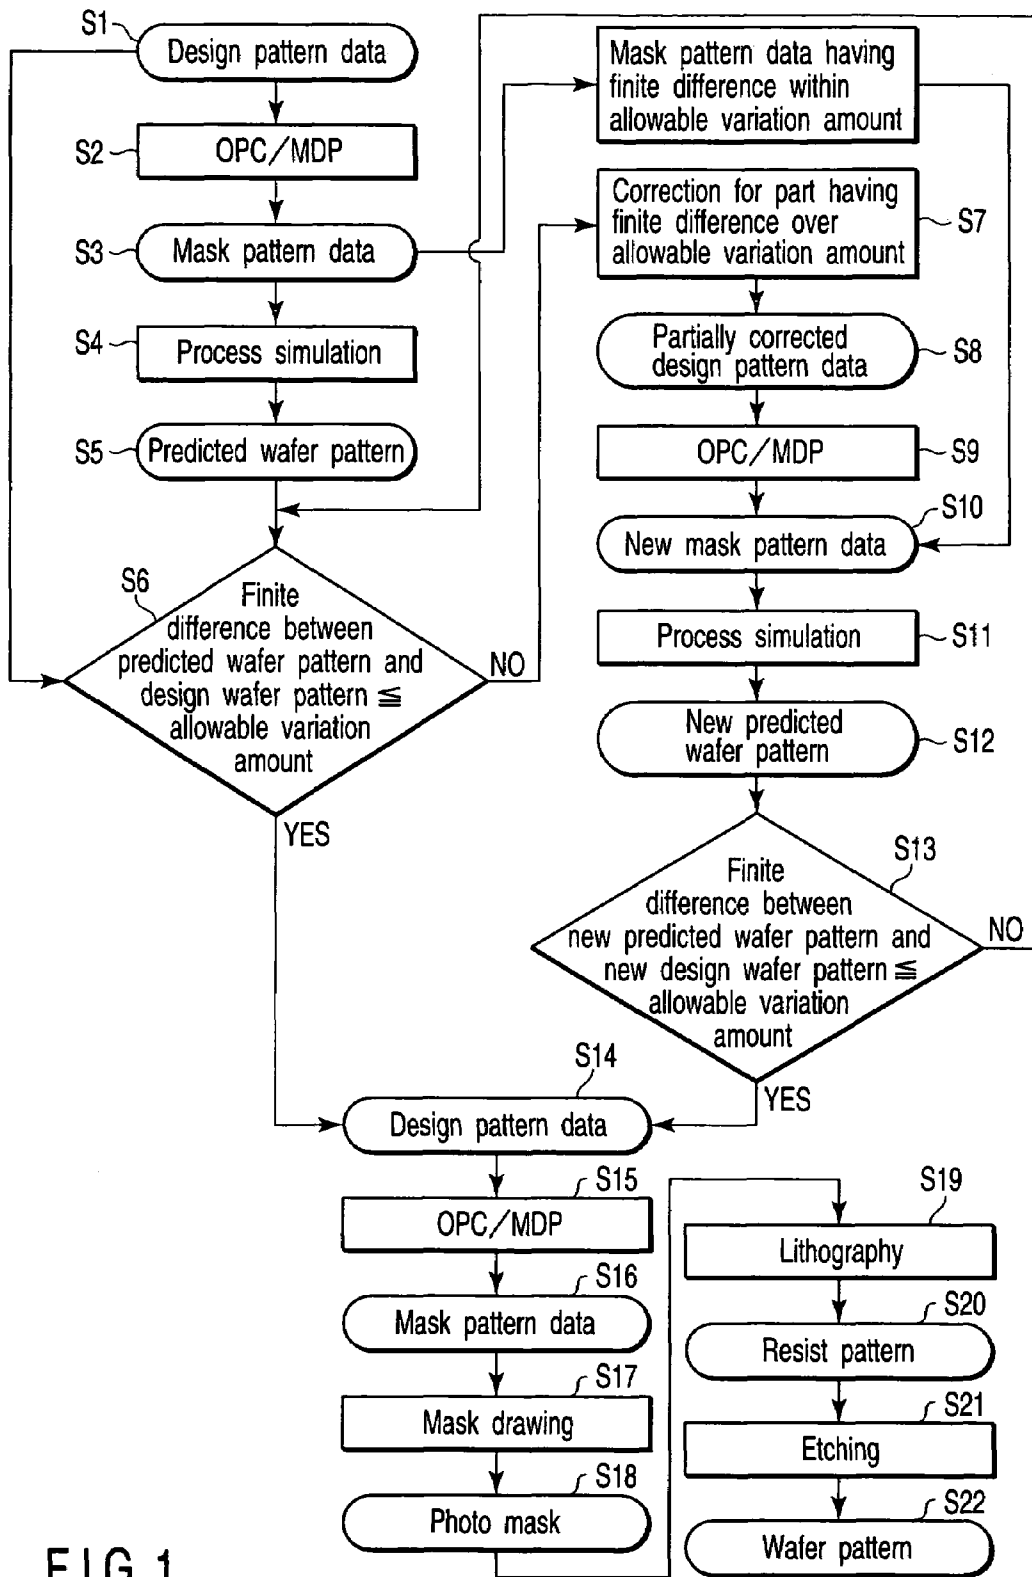 S1
Design pattern data
S2
OPC/MDP
S3
Mask pattern data
S4
Process simulation
S5
Predicted wafer pattern
S6
Finite
difference between
predicted wafer pattern and
design wafer pattern ≦
allowable variation
amount
NO
YES
Mask pattern data having
finite difference within
allowable variation amount
Correction for part having
finite difference over
allowable variation amount
S7
Partially corrected
design pattern data
S8
OPC/MDP
S9
S10
New mask pattern data
Process simulation
S11
New predicted
wafer pattern
S12
S13
Finite
difference between
new predicted wafer pattern and
new design wafer pattern ≦
allowable variation
amount
NO
YES
S14
Design pattern data
S15
OPC/MDP
S16
Mask pattern data
S17
Mask drawing
S18
Photo mask
S19
Lithography
S20
Resist pattern
S21
Etching
S22
Wafer pattern
FIG. 1